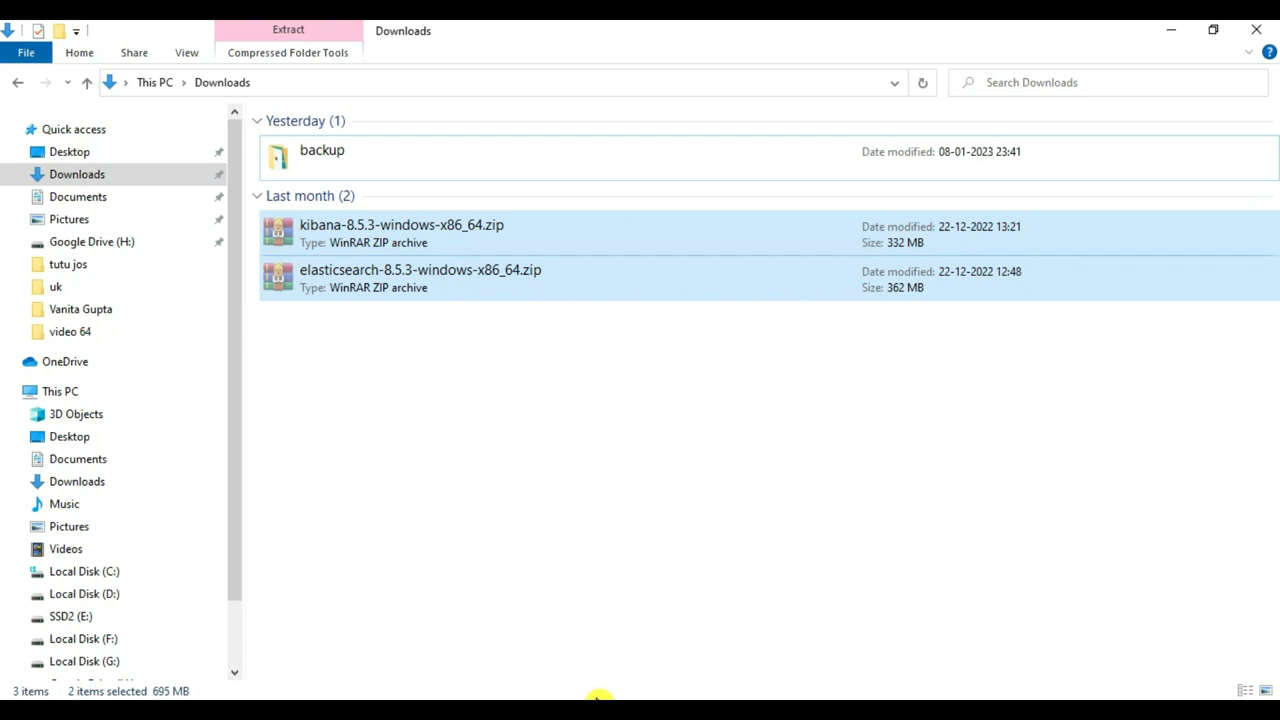 Extract
Downloads
File
Home
Share
View
Compressed Folder Tools
This PC
Downloads
Search Downloads
Quick access
Desktop
Downloads
Documents
Pictures
Google Drive (H:)
tutu jos
uk
Vanita Gupta
video 64
OneDrive
This PC
3D Objects
Desktop
Documents
Downloads
Music
Pictures
Videos
Local Disk (C:)
Local Disk (D:)
SSD2 (E:)
Local Disk (F:)
Local Disk (G:)
Yesterday (1)
backup
Date modified: 08-01-2023 23:41
Last month (2)
kibana-8.5.3-windows-x86_64.zip
Type: WinRAR ZIP archive
Date modified: 22-12-2022 13:21
Size: 332 MB
elasticsearch-8.5.3-windows-x86_64.zip
Type: WinRAR ZIP archive
Date modified: 22-12-2022 12:48
Size: 362 MB
3 items
2 items selected 695 MB